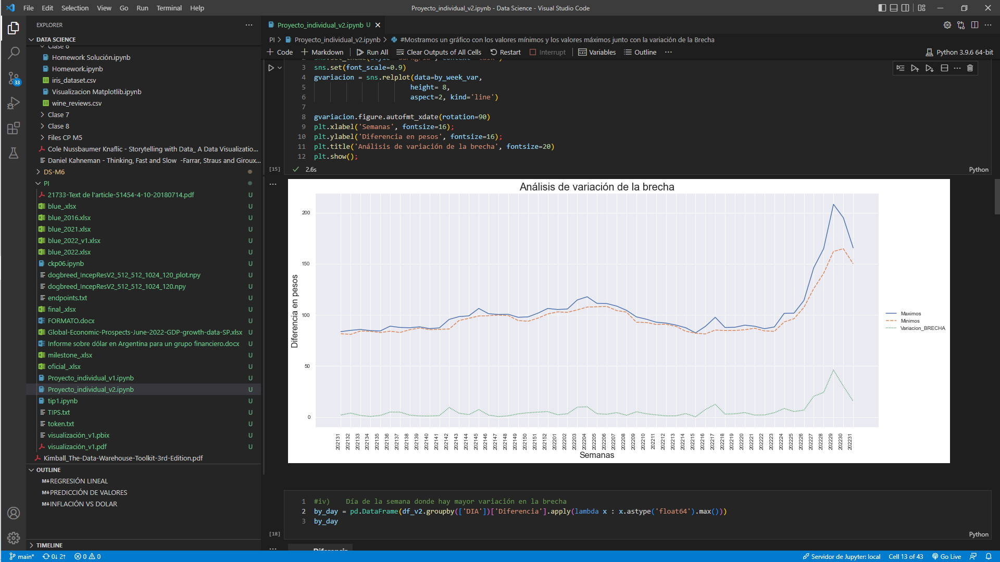 File Edit Selection View Go Run Terminal Help
Proyecto_individual_v2.ipynb - Data Science - Visual Studio Code
EXPLORER
DATA SCIENCE
Clase 6
Homework Solución.ipynb
Homework.ipynb
iris_dataset.csv
Visualizacion Matplotlib.ipynb
wine_reviews.csv
Clase 7
Clase 8
Files CP M5
Cole Nussbaumer Knaflic - Storytelling with Data_ A Data Visualizatio...
Daniel Kahneman - Thinking, Fast and Slow -Farrar, Straus and Giroux...
DS-M6
PI
21733-Text de l'article-51454-4-10-20180714.pdf U
blue_.xlsx U
blue_2016.xlsx U
blue_2021.xlsx U
blue_2022_v1.xlsx U
blue_2022.xlsx U
ckp06.ipynb U
dogbreed_IncepResV2_512_512_1024_120_plot.npy U
dogbreed_IncepResV2_512_512_1024_120.npy U
endpoints.txt U
final_.xlsx U
FORMATO.docx U
Global-Economic-Prospects-June-2022-GDP-growth-data-SP.xlsx U
Informe sobre dólar en Argentina para un grupo financiero.docx U
milestone_.xlsx U
oficial_.xlsx U
Proyecto_individual_v1.ipynb U
Proyecto_individual_v2.ipynb U
tip1.ipynb U
TIPS.txt U
token.txt U
visualización_v1.pbix U
visualización_v1.pdf U
Kimball_The-Data-Warehouse-Toolkit-3rd-Edition.pdf
OUTLINE
M↓REGRESIÓN LINEAL
M↓PREDICCIÓN DE VALORES
M↓INFLACIÓN VS DOLAR
TIMELINE
33
Proyecto_individual_v2.ipynb U
PI > Proyecto_individual_v2.ipynb > #Mostramos un gráfico con los valores mínimos y los valores máximos junto con la variación de la Brecha
Code Markdown Run All Clear Outputs of All Cells Restart Interrupt Variables Outline ...
Python 3.9.6 64-bit
2 sns.set_theme(style='darkgrid', context='talk')
3 sns.set(font_scale=0.9)
4 gvariacion = sns.relplot(data=by_week_var,
5 height= 8,
6 aspect=2, kind='line')
7
8 gvariacion.figure.autofmt_xdate(rotation=90)
9 plt.xlabel('Semanas', fontsize=16);
10 plt.ylabel('Diferencia en pesos', fontsize=16);
11 plt.title('Análisis de variación de la brecha', fontsize=20)
12 plt.show();
[15] 2.6s
Python
Análisis de variación de la brecha
200
150
100
50
0
Diferencia en pesos
Maximos
Minimos
Variacion_BRECHA
202131 202132 202133 202134 202135 202136 202137 202138 202139 202140 202141 202142 202143 202144 202145 202146 202147 202148 202149 202150 202151 202152 202201 202202 202203 202204 202205 202206 202207 202208 202209 202210 202211 202212 202213 202214 202215 202216 202217 202218 202219 202220 202221 202222 202223 202224 202225 202226 202227 202228 202229 202230 202231
Semanas
1 #iv) Día de la semana donde hay mayor variación en la brecha
2 by_day = pd.DataFrame(df_v2.groupby(['DIA'])['Diferencia'].apply(lambda x : x.astype('float64').max()))
3 by_day
[18]
Python
Diferencia
main* 0↓ 2↑ 0 0
Servidor de Jupyter: local Cell 13 of 43 Go Live